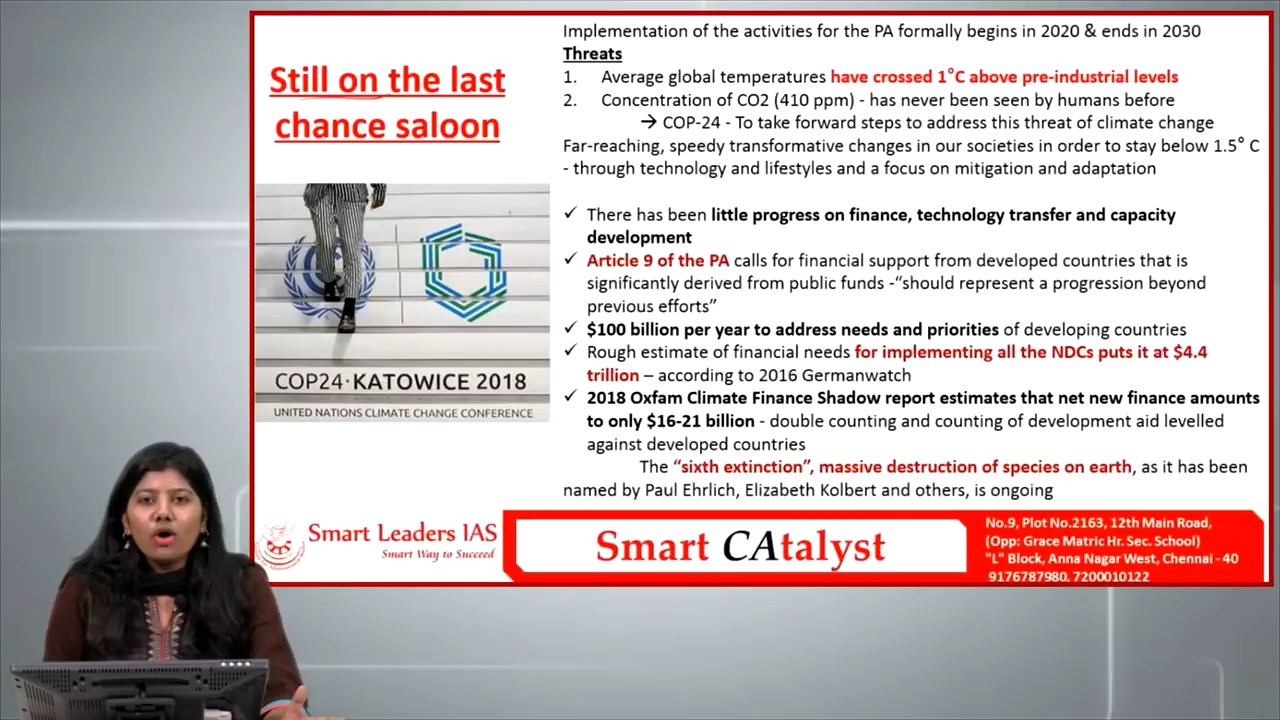 Still on the last
chance saloon
COP24·KATOWICE 2018
UNITED NATIONS CLIMATE CHANGE CONFERENCE
Implementation of the activities for the PA formally begins in 2020 & ends in 2030
Threats
1. Average global temperatures have crossed 1°C above pre-industrial levels
2. Concentration of CO2 (410 ppm) - has never been seen by humans before
→ COP-24 - To take forward steps to address this threat of climate change
Far-reaching, speedy transformative changes in our societies in order to stay below 1.5° C
- through technology and lifestyles and a focus on mitigation and adaptation
✓ There has been little progress on finance, technology transfer and capacity
development
✓ Article 9 of the PA calls for financial support from developed countries that is
significantly derived from public funds -“should represent a progression beyond
previous efforts”
✓ $100 billion per year to address needs and priorities of developing countries
✓ Rough estimate of financial needs for implementing all the NDCs puts it at $4.4
trillion – according to 2016 Germanwatch
✓ 2018 Oxfam Climate Finance Shadow report estimates that net new finance amounts
to only $16-21 billion - double counting and counting of development aid levelled
against developed countries
The “sixth extinction”, massive destruction of species on earth, as it has been
named by Paul Ehrlich, Elizabeth Kolbert and others, is ongoing
Smart Leaders IAS
Smart Way to Succeed
Smart CAtalyst
No.9, Plot No.2163, 12th Main Road,
(Opp: Grace Matric Hr. Sec. School)
"L" Block, Anna Nagar West, Chennai - 40
9176787980, 7200010122